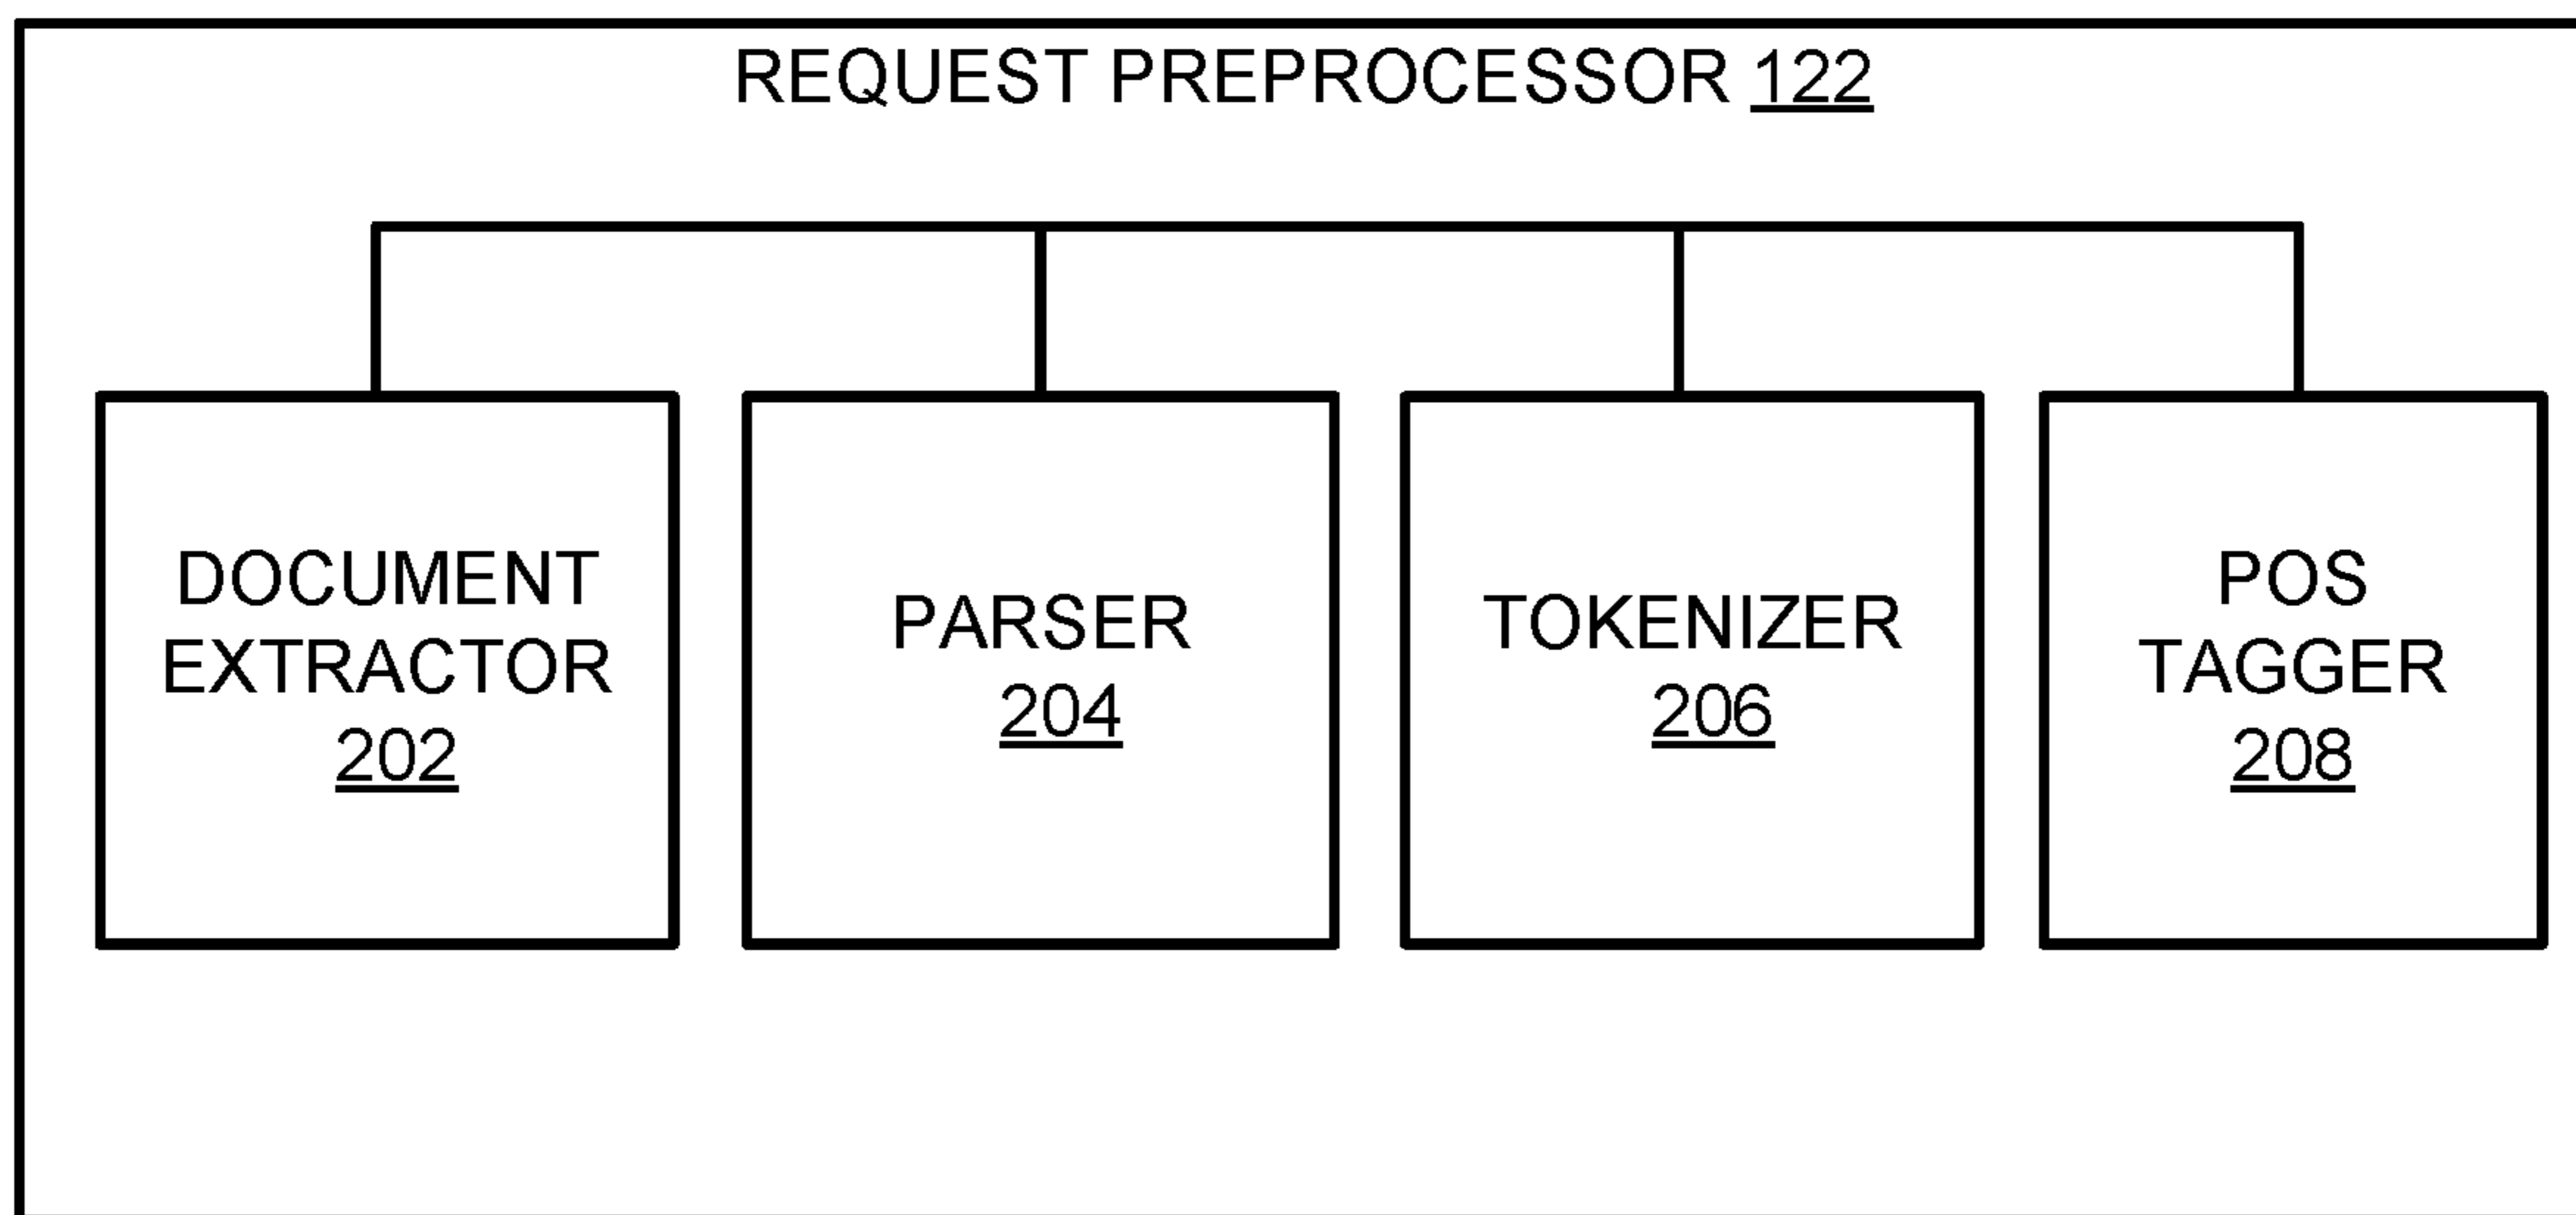 REQUEST PREPROCESSOR 122
DOCUMENT
EXTRACTOR
202
PARSER
204
TOKENIZER
206
POS
TAGGER
208